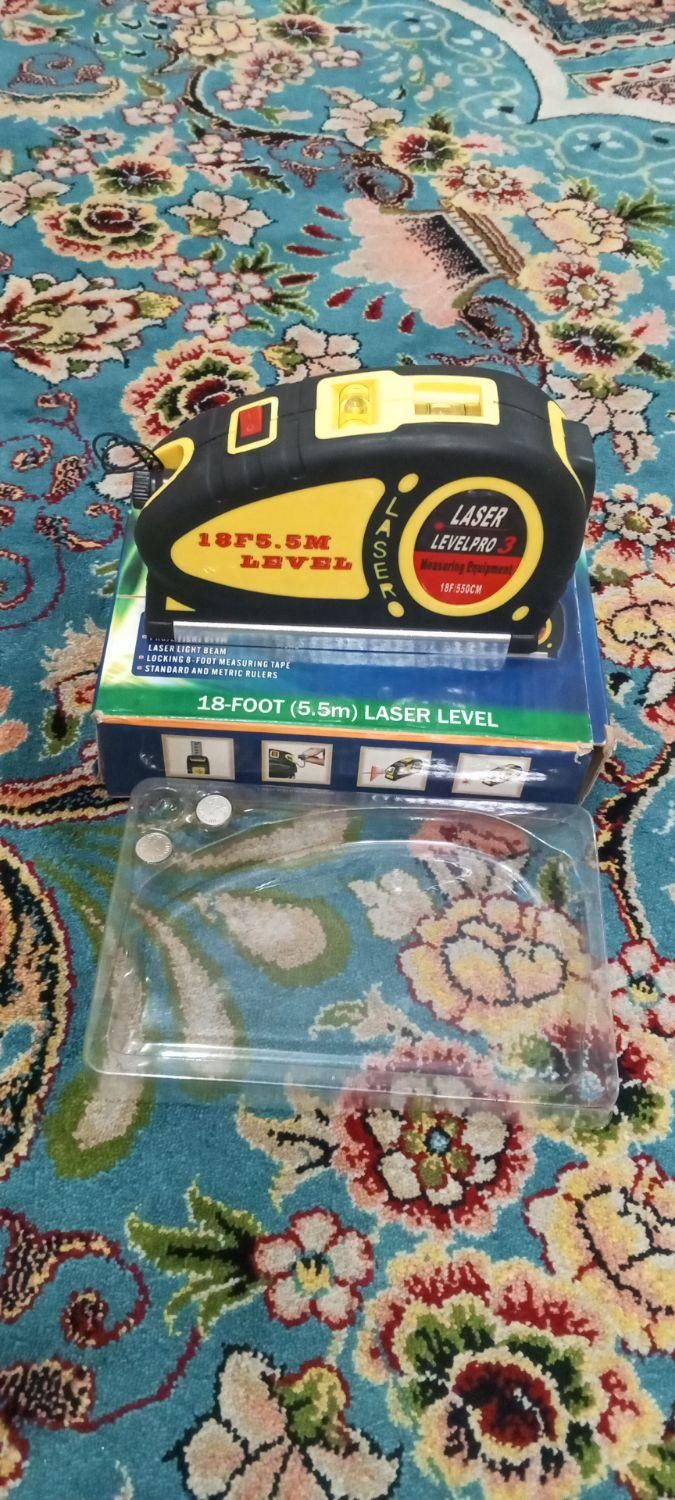 18F5.5M
LEVEL
LASER
LASER
LEVELPRO 3
Measuring Equipment
18F/550CM
LASER LIGHT BEAM
LOCKING 8-FOOT MEASURING TAPE
STANDARD AND METRIC RULERS
18-FOOT (5.5m) LASER LEVEL